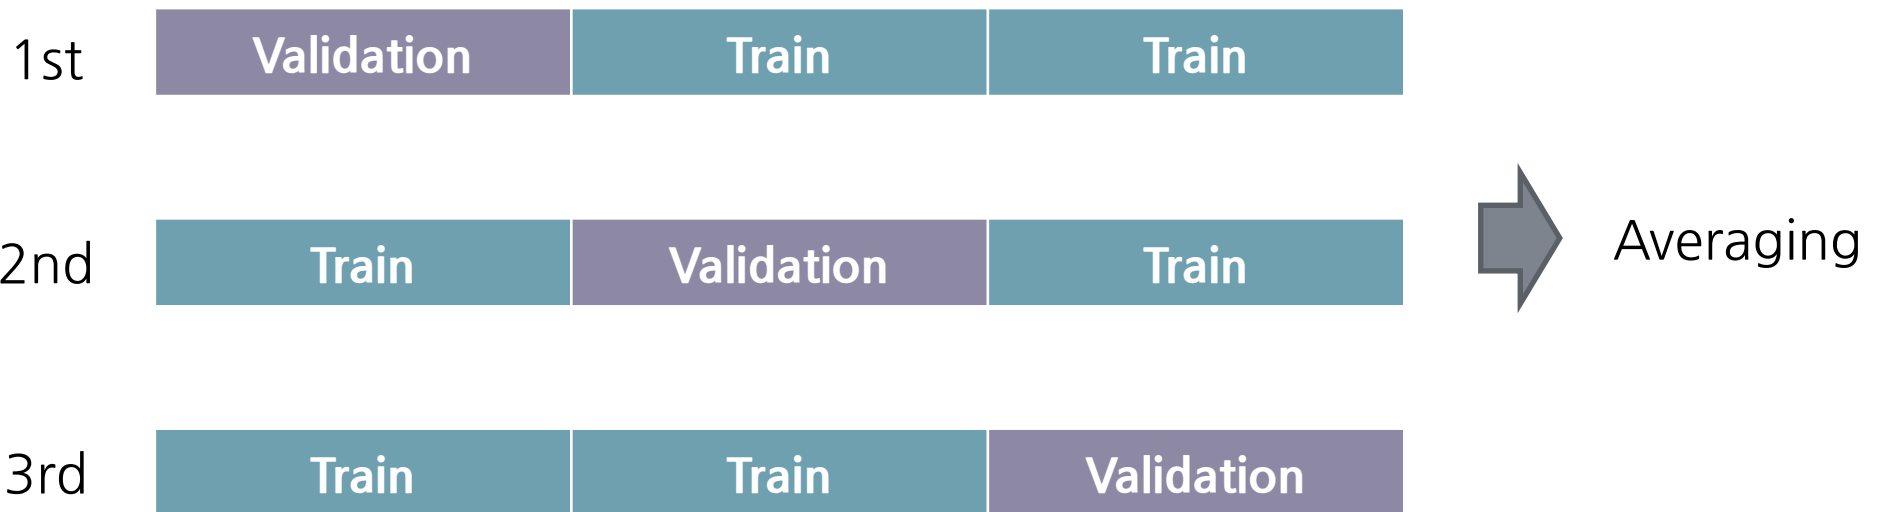 1st Validation Train Train
2nd Train Validation Train
Averaging
3rd Train Train Validation